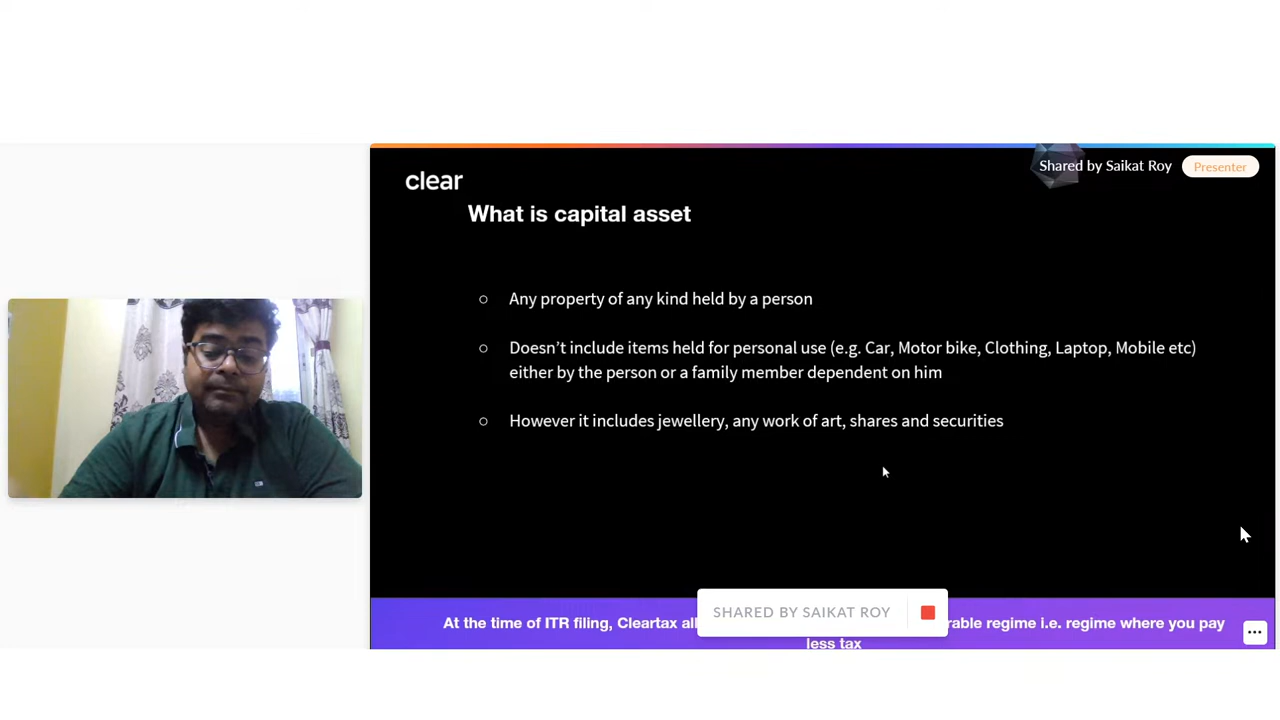 Shared by Saikat Roy Presenter
clear
What is capital asset
Any property of any kind held by a person
Doesn't include items held for personal use (e.g. Car, Motor bike, Clothing, Laptop, Mobile etc)
either by the person or a family member dependent on him
However it includes jewellery, any work of art, shares and securities
SHARED BY SAIKAT ROY
At the time of ITR filing, Cleartax regime i.e. regime where you pay
less tax